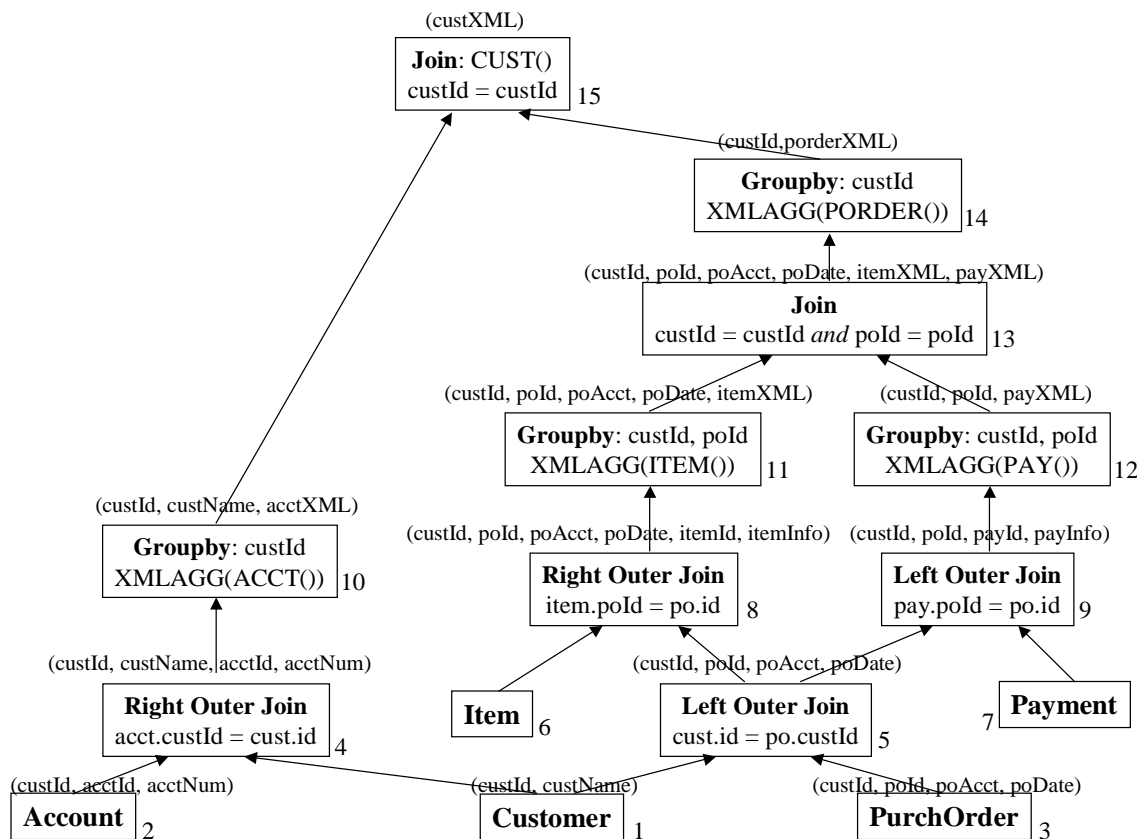 (custXML)
Join: CUST()
custId = custId
15
(custId,porderXML)
Groupby: custId
XMLAGG(PORDER())
14
(custId, poId, poAcct, poDate, itemXML, payXML)
Join
custId = custId and poId = poId
13
(custId, poId, poAcct, poDate, itemXML)
(custId, poId, payXML)
Groupby: custId, poId
XMLAGG(ITEM())
11
Groupby: custId, poId
XMLAGG(PAY())
12
(custId, custName, acctXML)
Groupby: custId
XMLAGG(ACCT())
10
(custId, poId, poAcct, poDate, itemId, itemInfo)
(custId, poId, payId, payInfo)
Right Outer Join
item.poId = po.id
8
Left Outer Join
pay.poId = po.id
9
(custId, custName, acctId, acctNum)
(custId, poId, poAcct, poDate)
Right Outer Join
acct.custId = cust.id
4
Item
6
Left Outer Join
cust.id = po.custId
5
Payment
7
(custId, acctId, acctNum)
(custId, custName)
(custId, poId, poAcct, poDate)
Account
2
Customer
1
PurchOrder
3